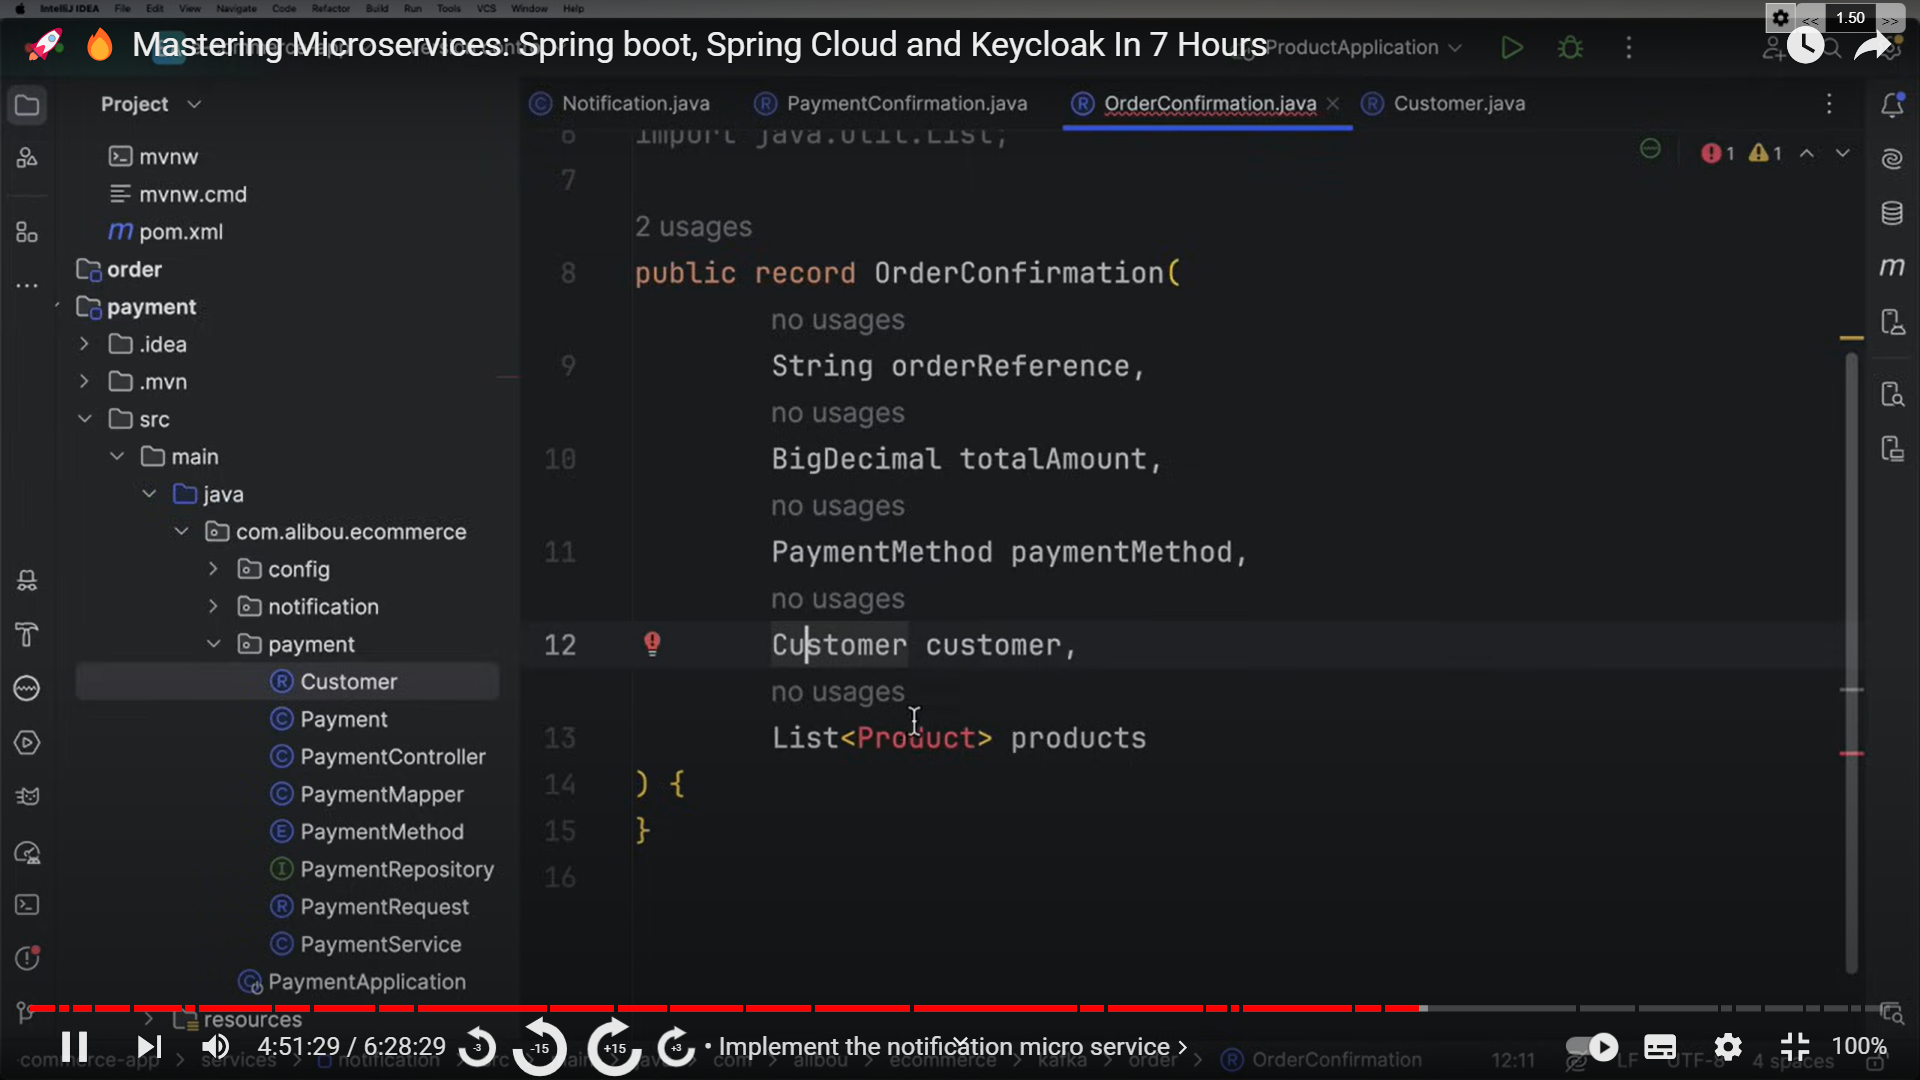 IntelliJ IDEA File Edit View Navigate Code Refactor Build Run Tools VCS Window Help
<< 1.50 >>
🚀 🔥 Mastering Microservices: Spring boot, Spring Cloud and Keycloak In 7 Hours
ProductApplication
Project
Notification.java PaymentConfirmation.java OrderConfirmation.java Customer.java
mvnw
mvnw.cmd
pom.xml
order
payment
.idea
.mvn
src
main
java
com.alibou.ecommerce
config
notification
payment
Customer
Payment
PaymentController
PaymentMapper
PaymentMethod
PaymentRepository
PaymentRequest
PaymentService
PaymentApplication
resources
6 import java.util.List;
1 1
7
2 usages
8 public record OrderConfirmation(
no usages
9 String orderReference,
no usages
10 BigDecimal totalAmount,
no usages
11 PaymentMethod paymentMethod,
no usages
12 Customer customer,
no usages
13 List<Product> products
14 ) {
15 }
16
4:51:29 / 6:28:29 -3 -15 +15 +3 • Implement the notification micro service > 100%
commerce-app > services > notification > src > main > java > com > alibou > ecommerce > kafka > order > OrderConfirmation 12:11 LF UTF-8 4 spaces